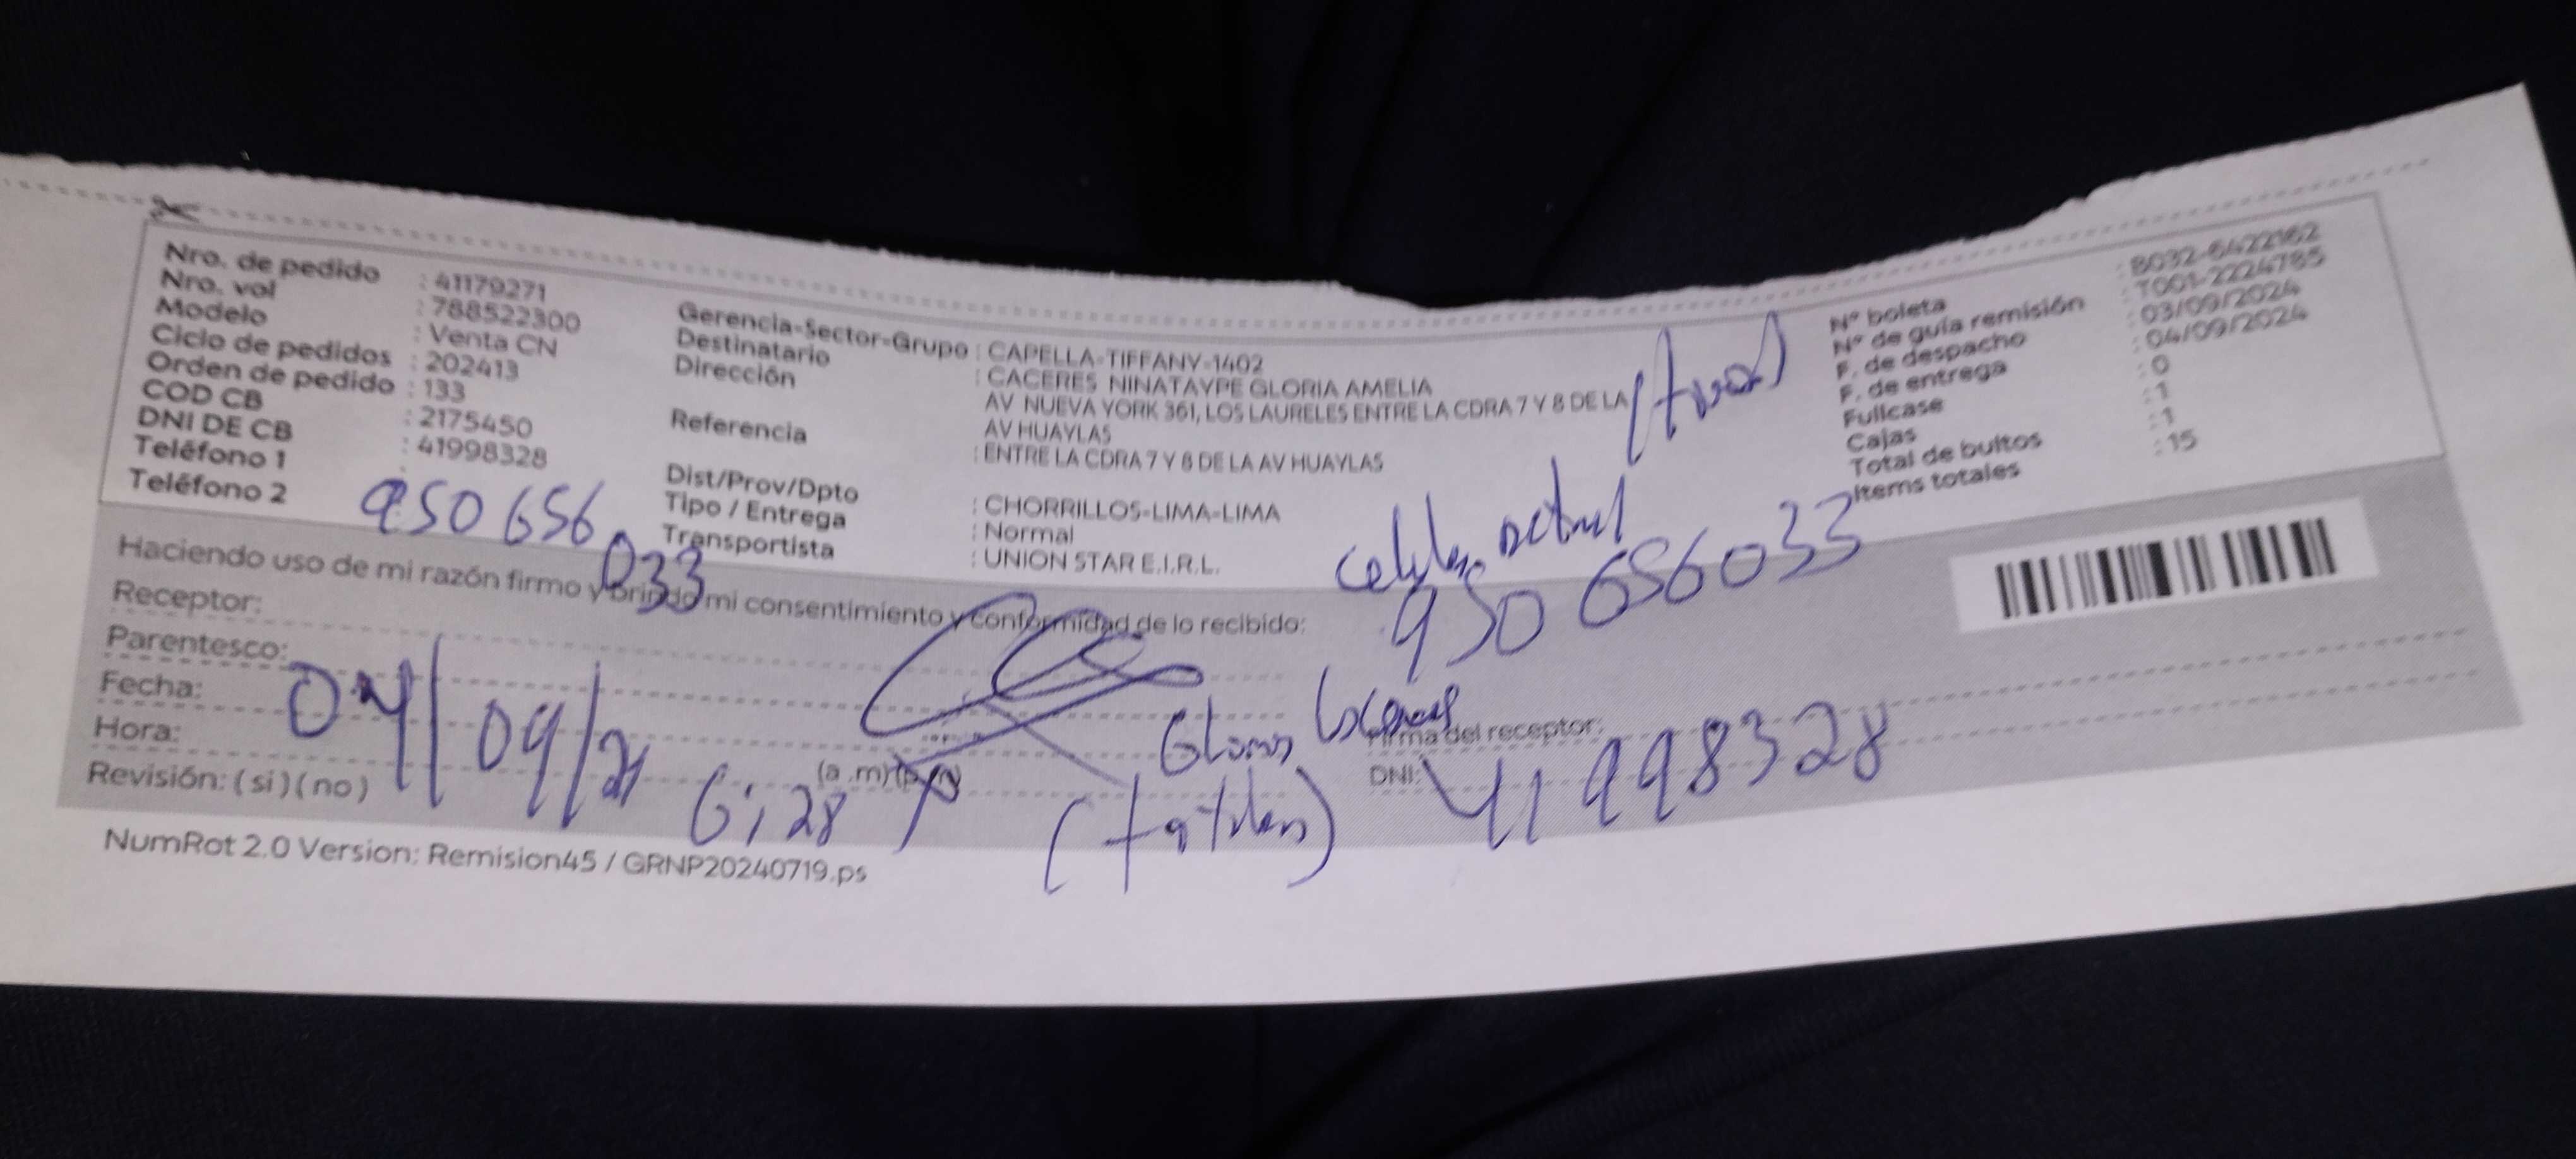 Nro. de pedido : 41179271
Nro. vol : 788522300
Modelo : Venta CN
Ciclo de pedidos : 202413
Orden de pedido : 133
COD CB : 2175450
DNI DE CB : 41998328
Teléfono 1 :
Teléfono 2
950 656
033
Gerencia-Sector-Grupo : CAPELLA-TIFFANY-1402
Destinatario : CACERES NINATAYPE GLORIA AMELIA
Dirección AV NUEVA YORK 361, LOS LAURELES ENTRE LA CDRA 7 Y 8 DE LA
AV HUAYLAS
Referencia : ENTRE LA CDRA 7 Y 8 DE LA AV HUAYLAS
Dist/Prov/Dpto : CHORRILLOS-LIMA-LIMA
Tipo / Entrega : Normal
Transportista : UNION STAR E.I.R.L.
Nº boleta : B032-6422162
Nº de guía remisión : T001-2224785
F. de despacho : 03/09/2024
F. de entrega : 04/09/2024
Fullcase : 0
Cajas : 1
Total de bultos : 1
Items totales : 15
actual
950 656033
Haciendo uso de mi razón firmo y brindo mi consentimiento y conformidad de lo recibido:
Receptor:
Parentesco:
Fecha: 04/09/24
Hora: 6:28 (a .m)
Revisión: (si) (no)
(titular)
Firma del receptor:
DNI: 41998328
NumRot 2.0 Version: Remision45 / GRNP20240719.ps